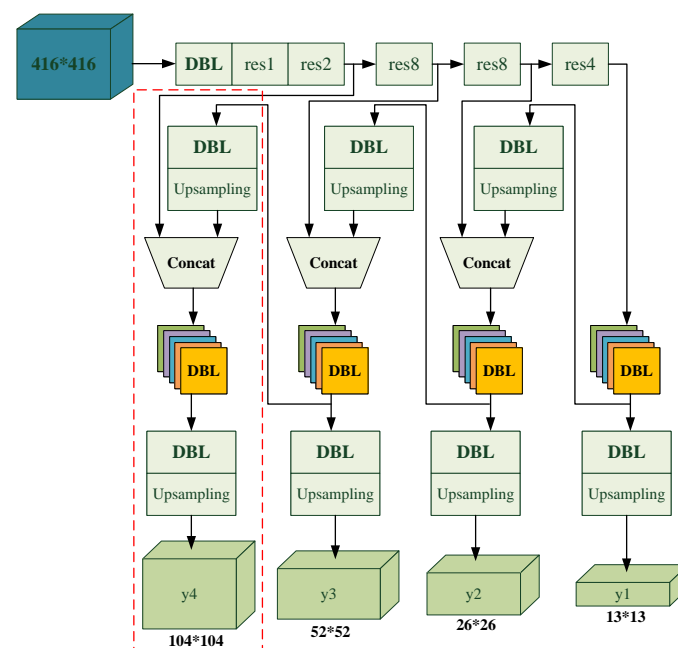 416*416
DBL res1 res2 res8 res8 res4
DBL DBL DBL
Upsampling Upsampling Upsampling
Concat Concat Concat
DBL DBL DBL DBL
DBL DBL DBL DBL
Upsampling Upsampling Upsampling Upsampling
y4 y3 y2 y1
104*104 52*52 26*26 13*13